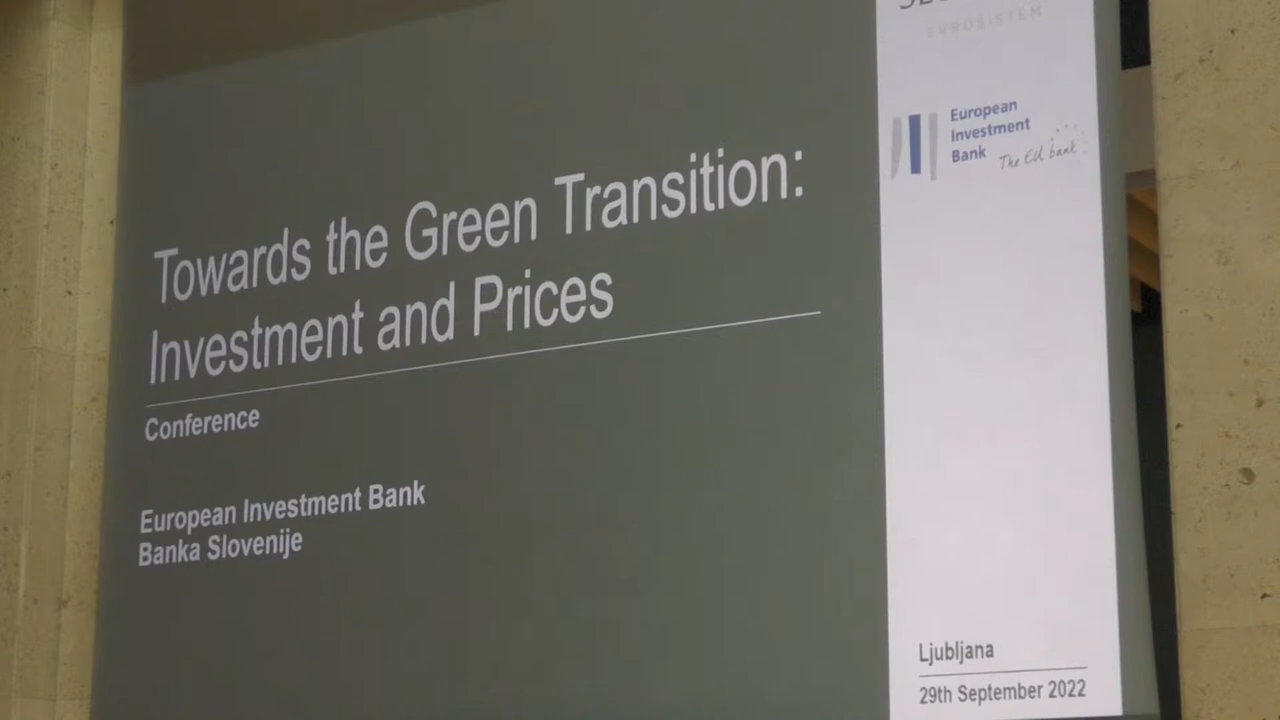 Towards the Green Transition:
Investment and Prices
Conference
European Investment Bank
Banka Slovenije
EVROSISTEM
European
Investment
Bank
The EU bank
Ljubljana
29th September 2022